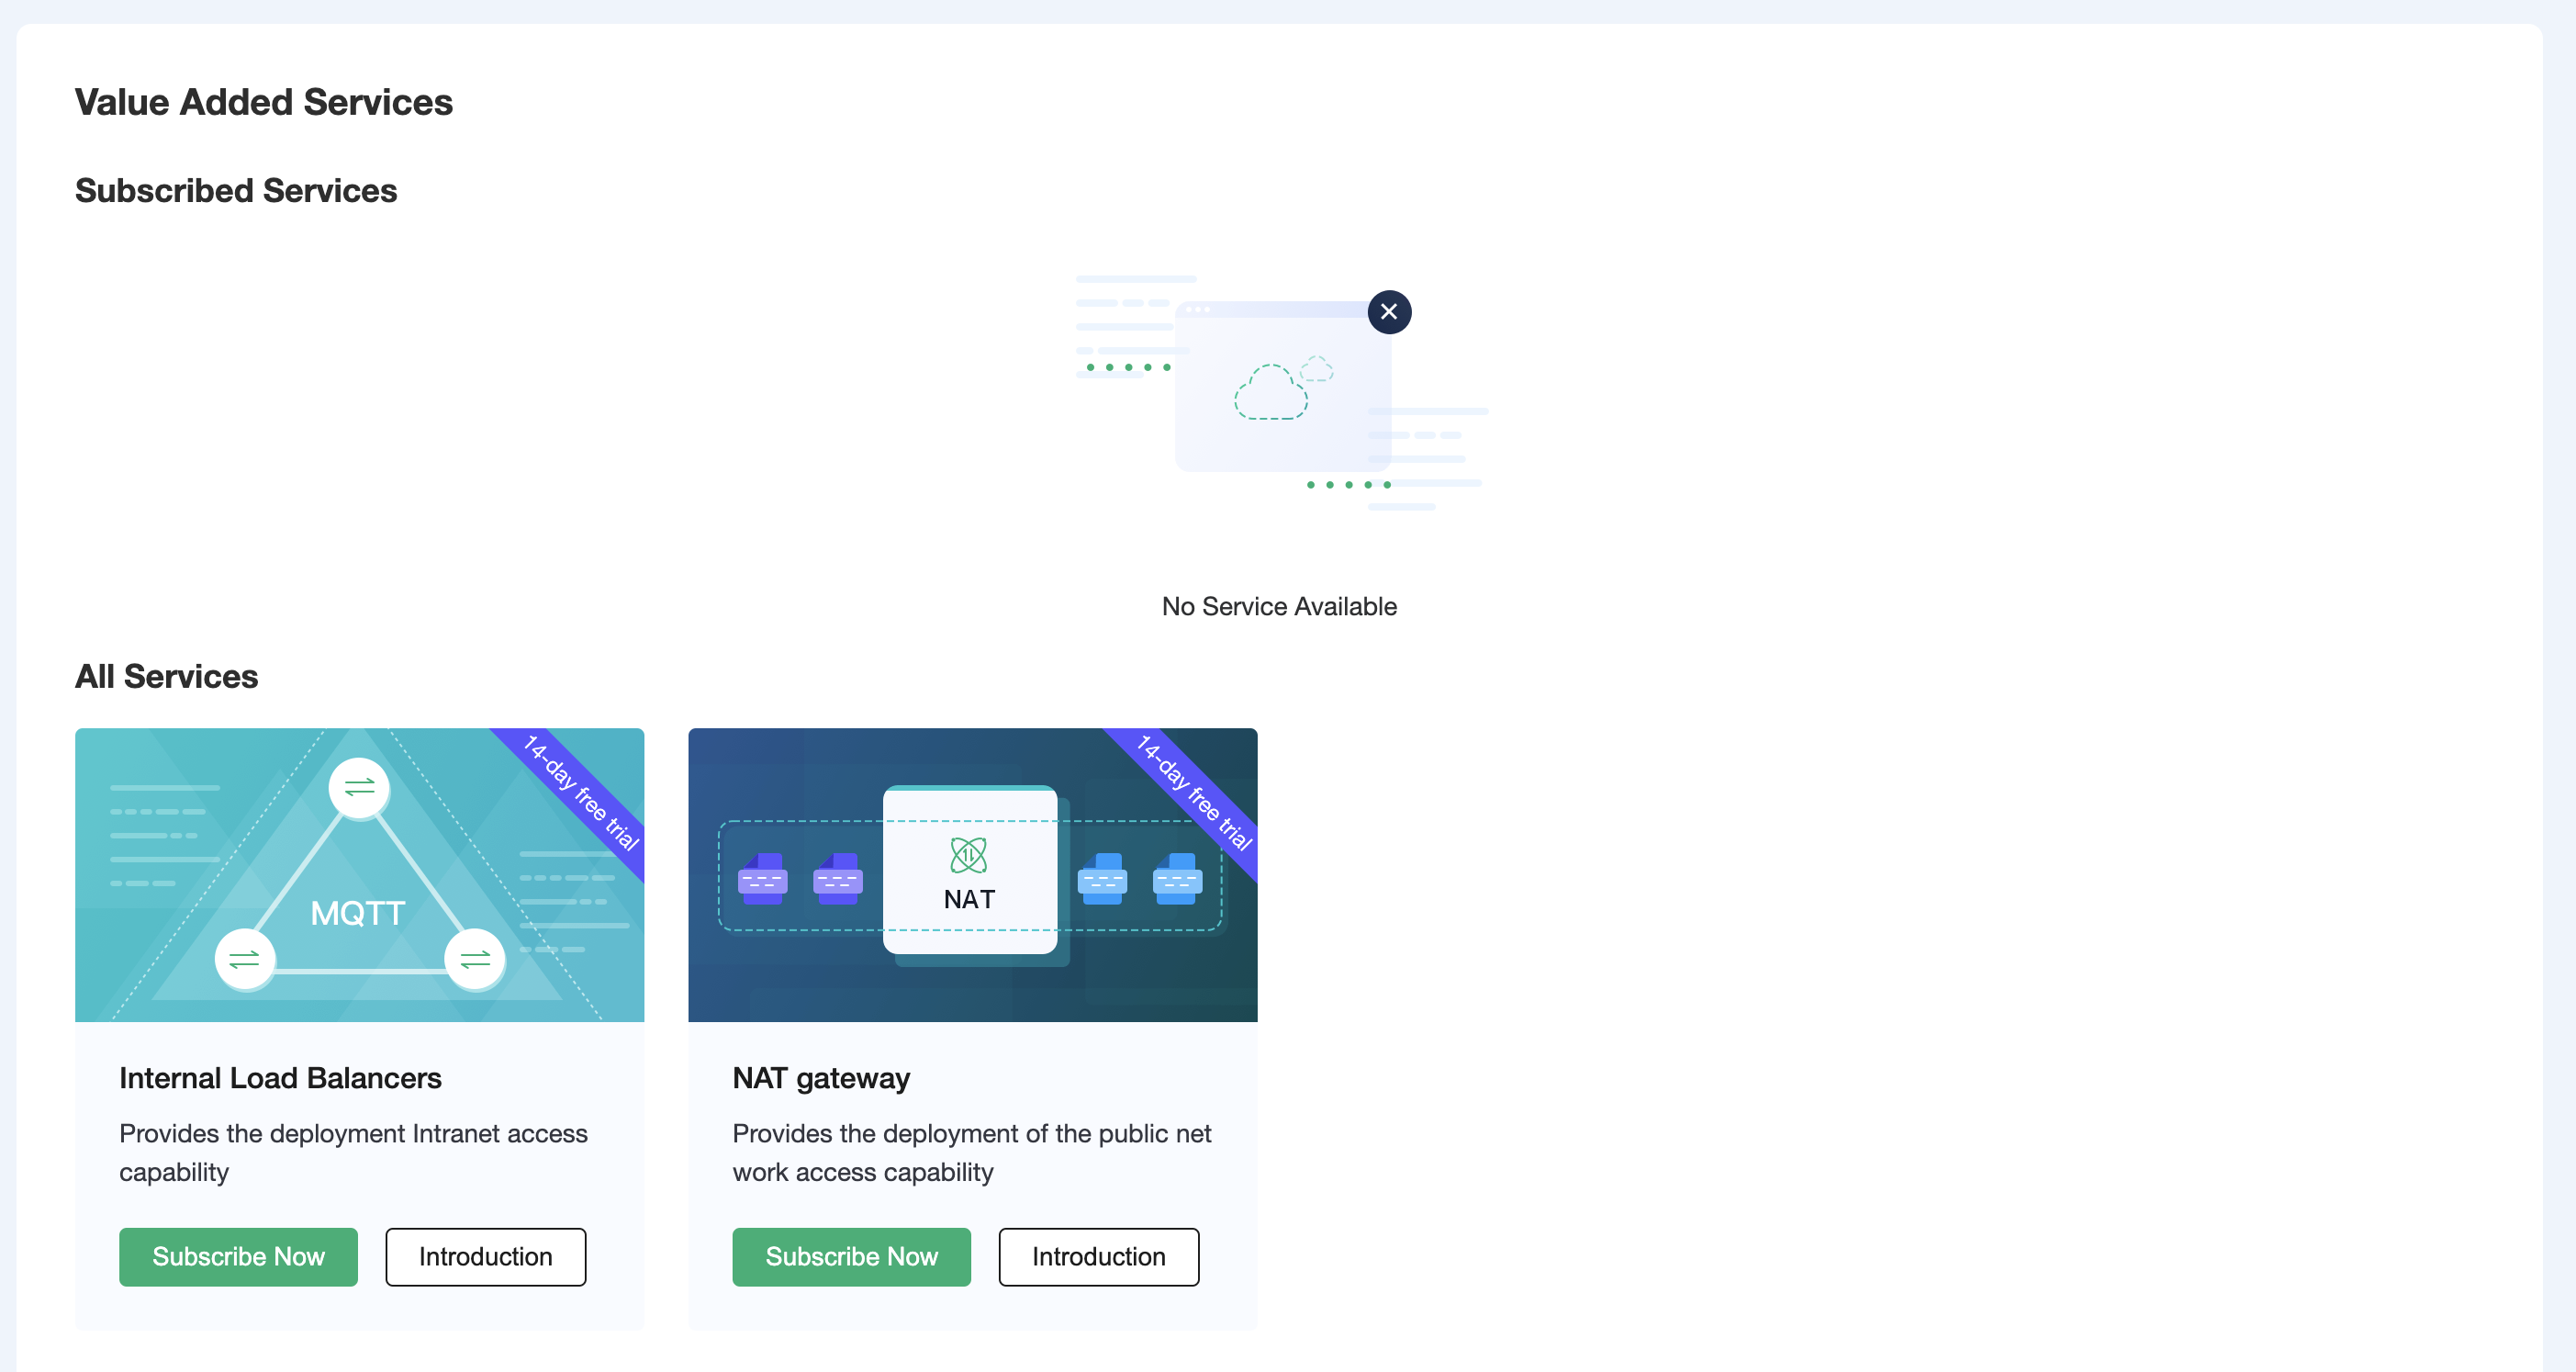 Value Added Services
Subscribed Services
No Service Available
All Services
14-day free trial
MQTT
Internal Load Balancers
Provides the deployment Intranet access
capability
Subscribe Now
Introduction
14-day free trial
NAT
NAT gateway
Provides the deployment of the public net
work access capability
Subscribe Now
Introduction